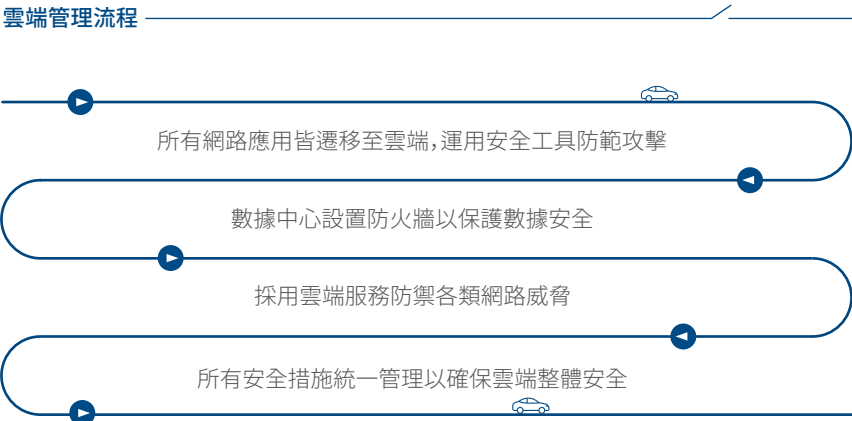 雲端管理流程
所有網路應用皆遷移至雲端,運用安全工具防範攻擊
數據中心設置防火牆以保護數據安全
採用雲端服務防禦各類網路威脅
所有安全措施統一管理以確保雲端整體安全